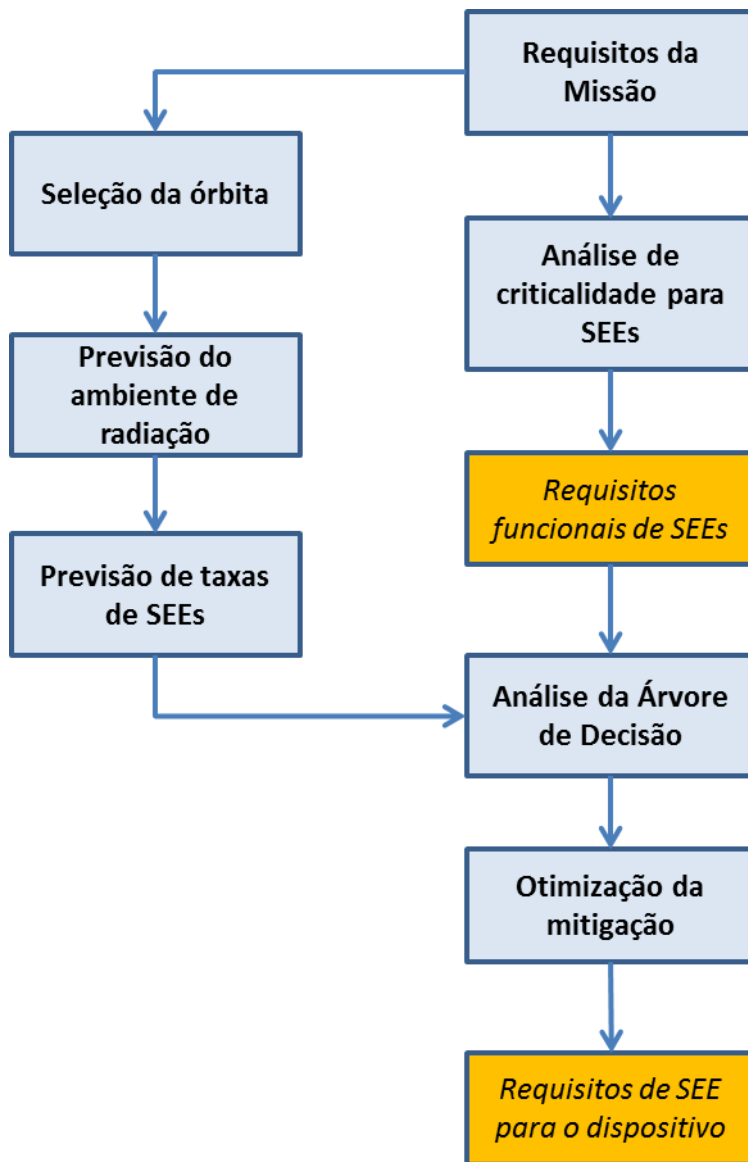 Requisitos da
Missão
Seleção da órbita
Análise de
criticalidade para
SEEs
Previsão do
ambiente de
radiação
Requisitos
funcionais de SEEs
Previsão de taxas
de SEEs
Análise da Árvore
de Decisão
Otimização da
mitigação
Requisitos de SEE
para o dispositivo